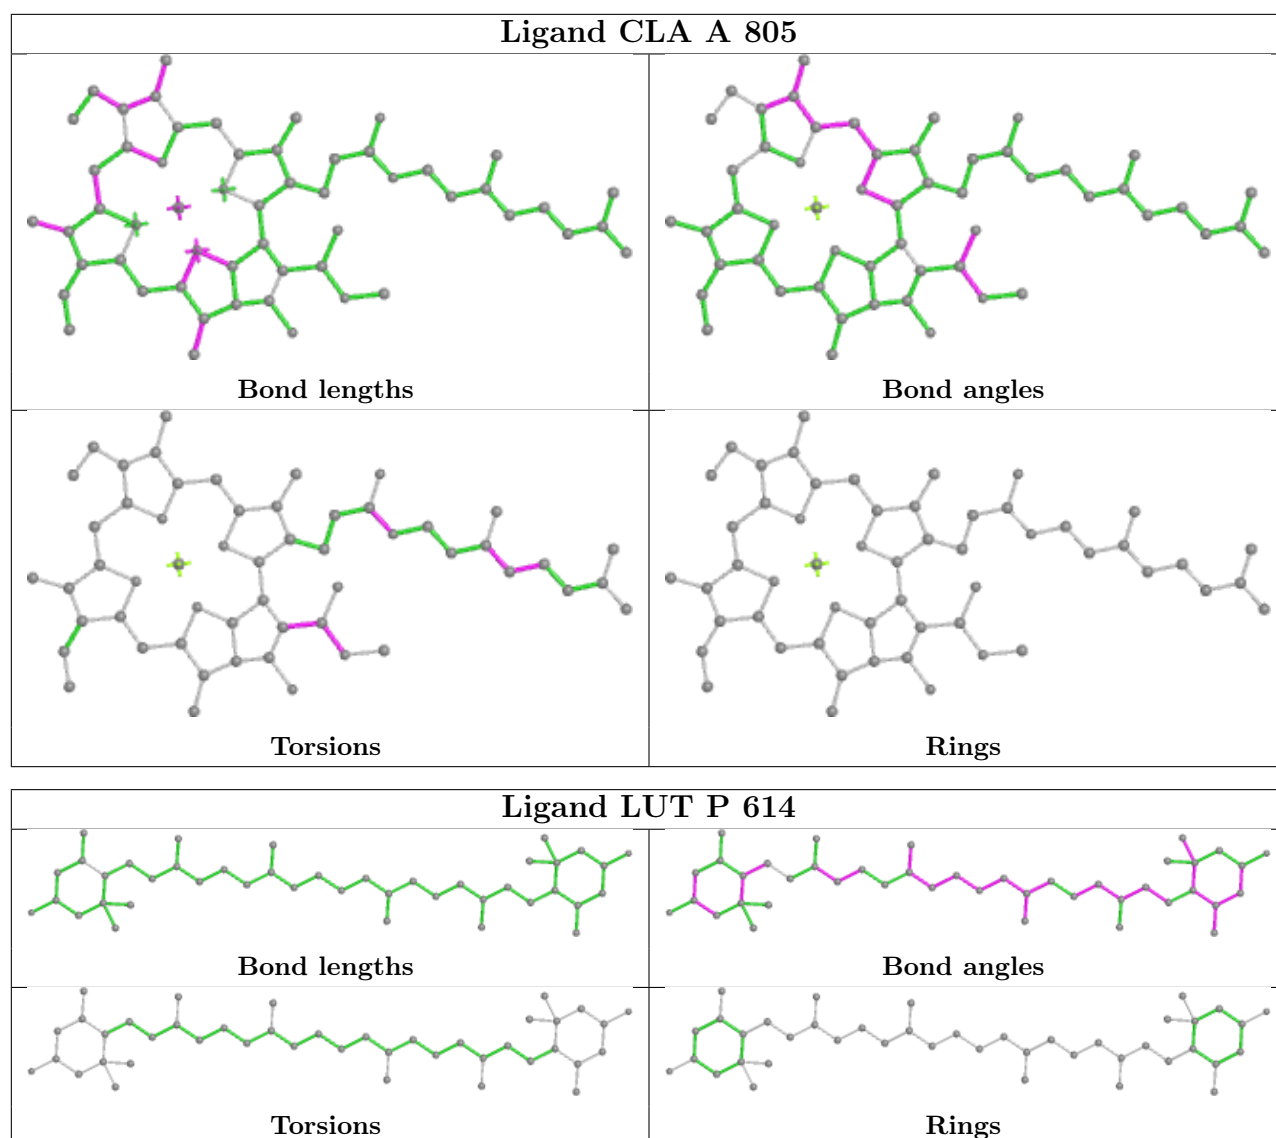 Ligand CLA A 805
Bond lengths
Bond angles
Torsions
Rings
Ligand LUT P 614
Bond lengths
Bond angles
Torsions
Rings